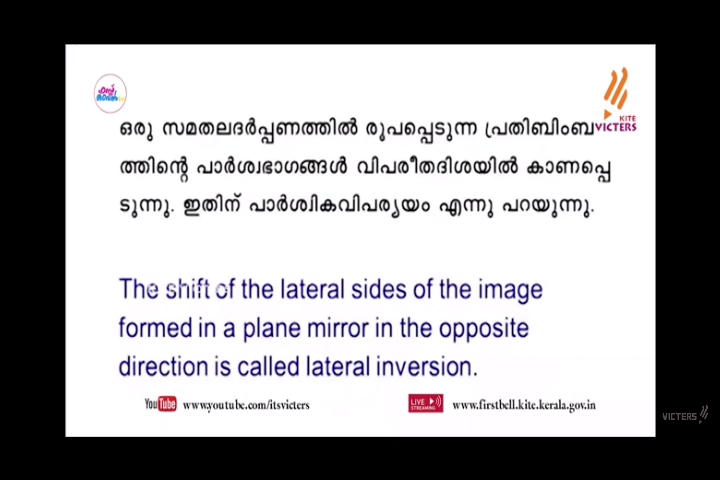 KITE
VICTERS
ഒരു സമതലദർപ്പണത്തിൽ രൂപപ്പെടുന്ന പ്രതിബിംബ
ത്തിന്റെ പാർശ്വഭാഗങ്ങൾ വിപരീതദിശയിൽ കാണപ്പെ
ടുന്നു. ഇതിന് പാർശ്വികവിപര്യയം എന്നു പറയുന്നു.
The shift of the lateral sides of the image
formed in a plane mirror in the opposite
direction is called lateral inversion.
YouTube www.youtube.com/itsvicters
LIVE STREAMING www.firstbell.kite.kerala.gov.in
VICTERS